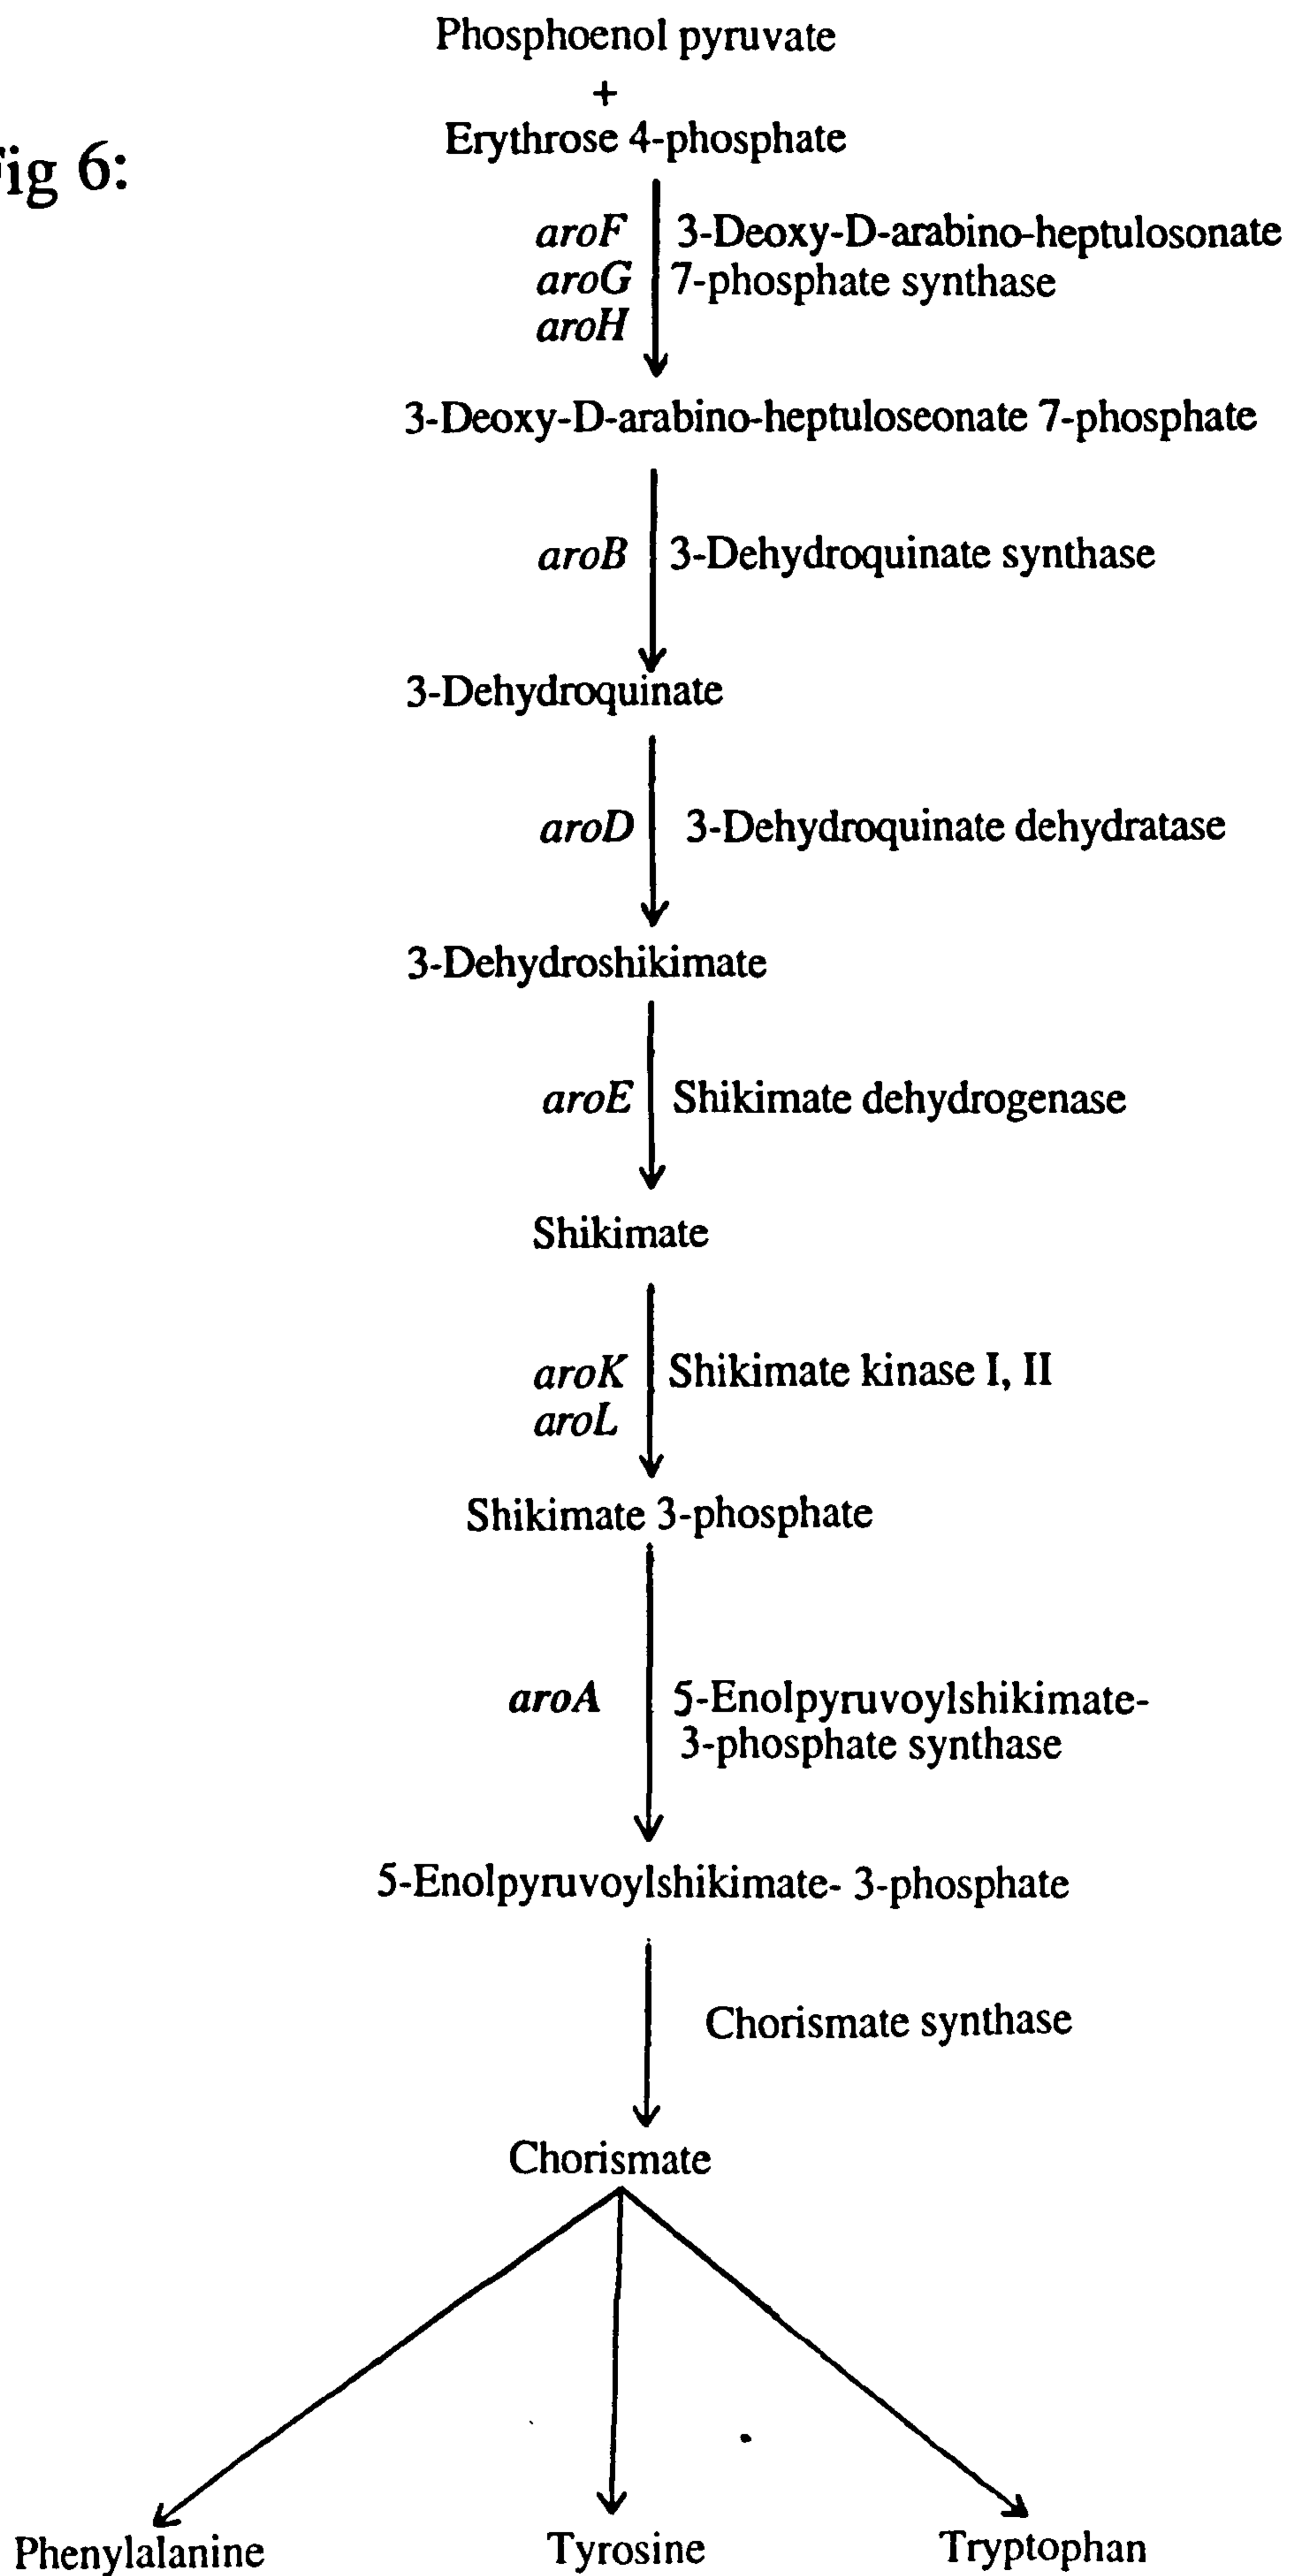 Phosphoenol pyruvate
+
Erythrose 4-phosphate
Fig 6:
aroF 3-Deoxy-D-arabino-heptulosonate
aroG 7-phosphate synthase
aroH
3-Deoxy-D-arabino-heptuloseonate 7-phosphate
aroB 3-Dehydroquinate synthase
3-Dehydroquinate
aroD 3-Dehydroquinate dehydratase
3-Dehydroshikimate
aroE Shikimate dehydrogenase
Shikimate
aroK Shikimate kinase I, II
aroL
Shikimate 3-phosphate
aroA 5-Enolpyruvoylshikimate-
3-phosphate synthase
5-Enolpyruvoylshikimate- 3-phosphate
Chorismate synthase
Chorismate
Phenylalanine Tyrosine Tryptophan